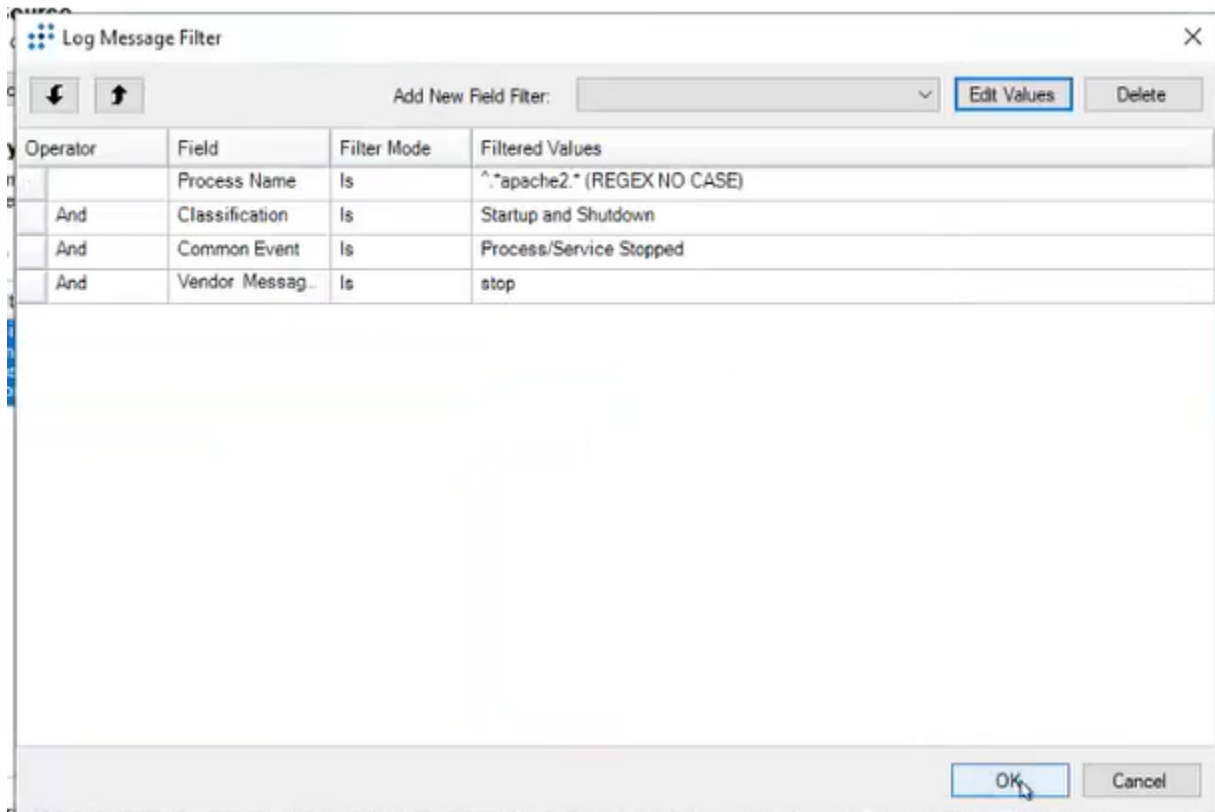 Log Message Filter
Add New Field Filter: Edit Values Delete
Operator Field Filter Mode Filtered Values
Process Name Is ^.*apache2.* (REGEX NO CASE)
And Classification Is Startup and Shutdown
And Common Event Is Process/Service Stopped
And Vendor Messag.. Is stop
OK Cancel